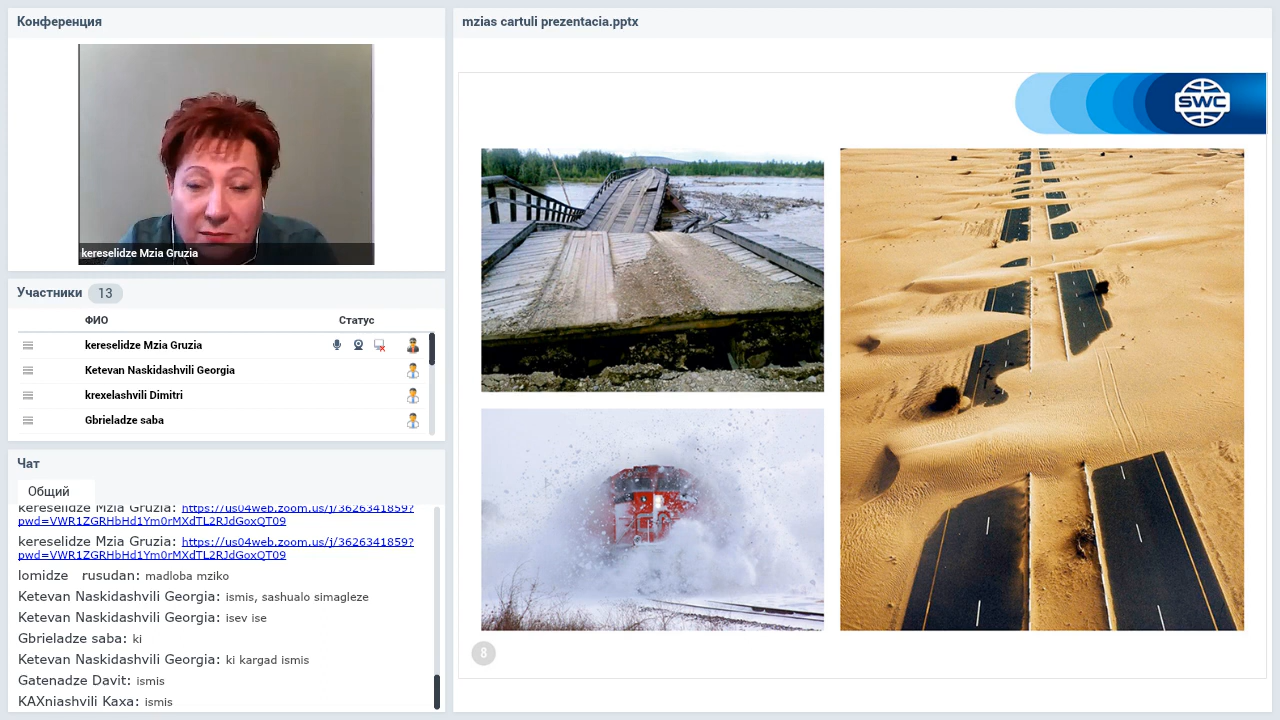 Конференция
kereselidze Mzia Gruzia
Участники 13
ФИО Статус
kereselidze Mzia Gruzia
Ketevan Naskidashvili Georgia
krexelashvili Dimitri
Gbrieladze saba
Чат
Общий
kereselidze Mzia Gruzia: https://us04web.zoom.us/j/3626341859?
pwd=VWR1ZGRHbHd1Ym0rMXdTL2RJdGoxQT09
kereselidze Mzia Gruzia: https://us04web.zoom.us/j/3626341859?
pwd=VWR1ZGRHbHd1Ym0rMXdTL2RJdGoxQT09
lomidze rusudan: madloba mziko
Ketevan Naskidashvili Georgia: ismis, sashualo simagleze
Ketevan Naskidashvili Georgia: isev ise
Gbrieladze saba: ki
Ketevan Naskidashvili Georgia: ki kargad ismis
Gatenadze Davit: ismis
KAXniashvili Kaxa: ismis
mzias cartuli prezentacia.pptx
SWC
8